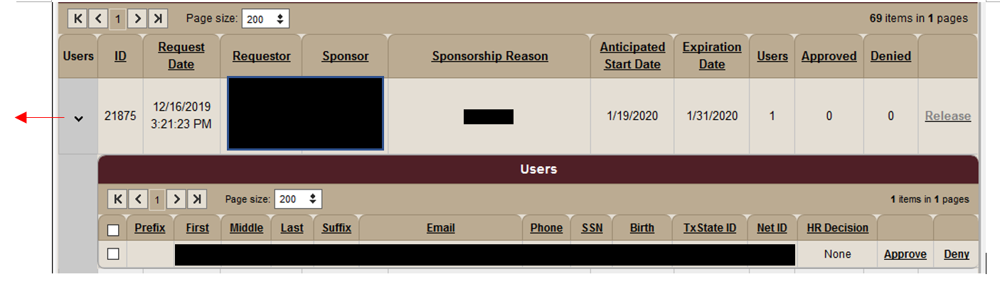 1 Page size: 200 69 items in 1 pages
Users ID Request Date Requestor Sponsor Sponsorship Reason Anticipated Start Date Expiration Date Users Approved Denied
21875 12/16/2019 3:21:23 PM 1/19/2020 1/31/2020 1 0 0 Release
Users
1 Page size: 200 1 items in 1 pages
Prefix First Middle Last Suffix Email Phone SSN Birth TxState ID Net ID HR Decision
None Approve Deny